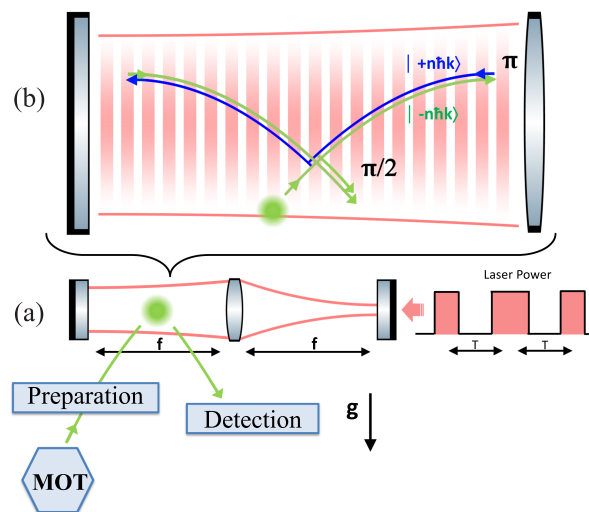 (b)
| +nħk⟩
π
| -nħk⟩
π/2
Laser Power
(a)
f
f
T
T
Preparation
Detection
g
MOT